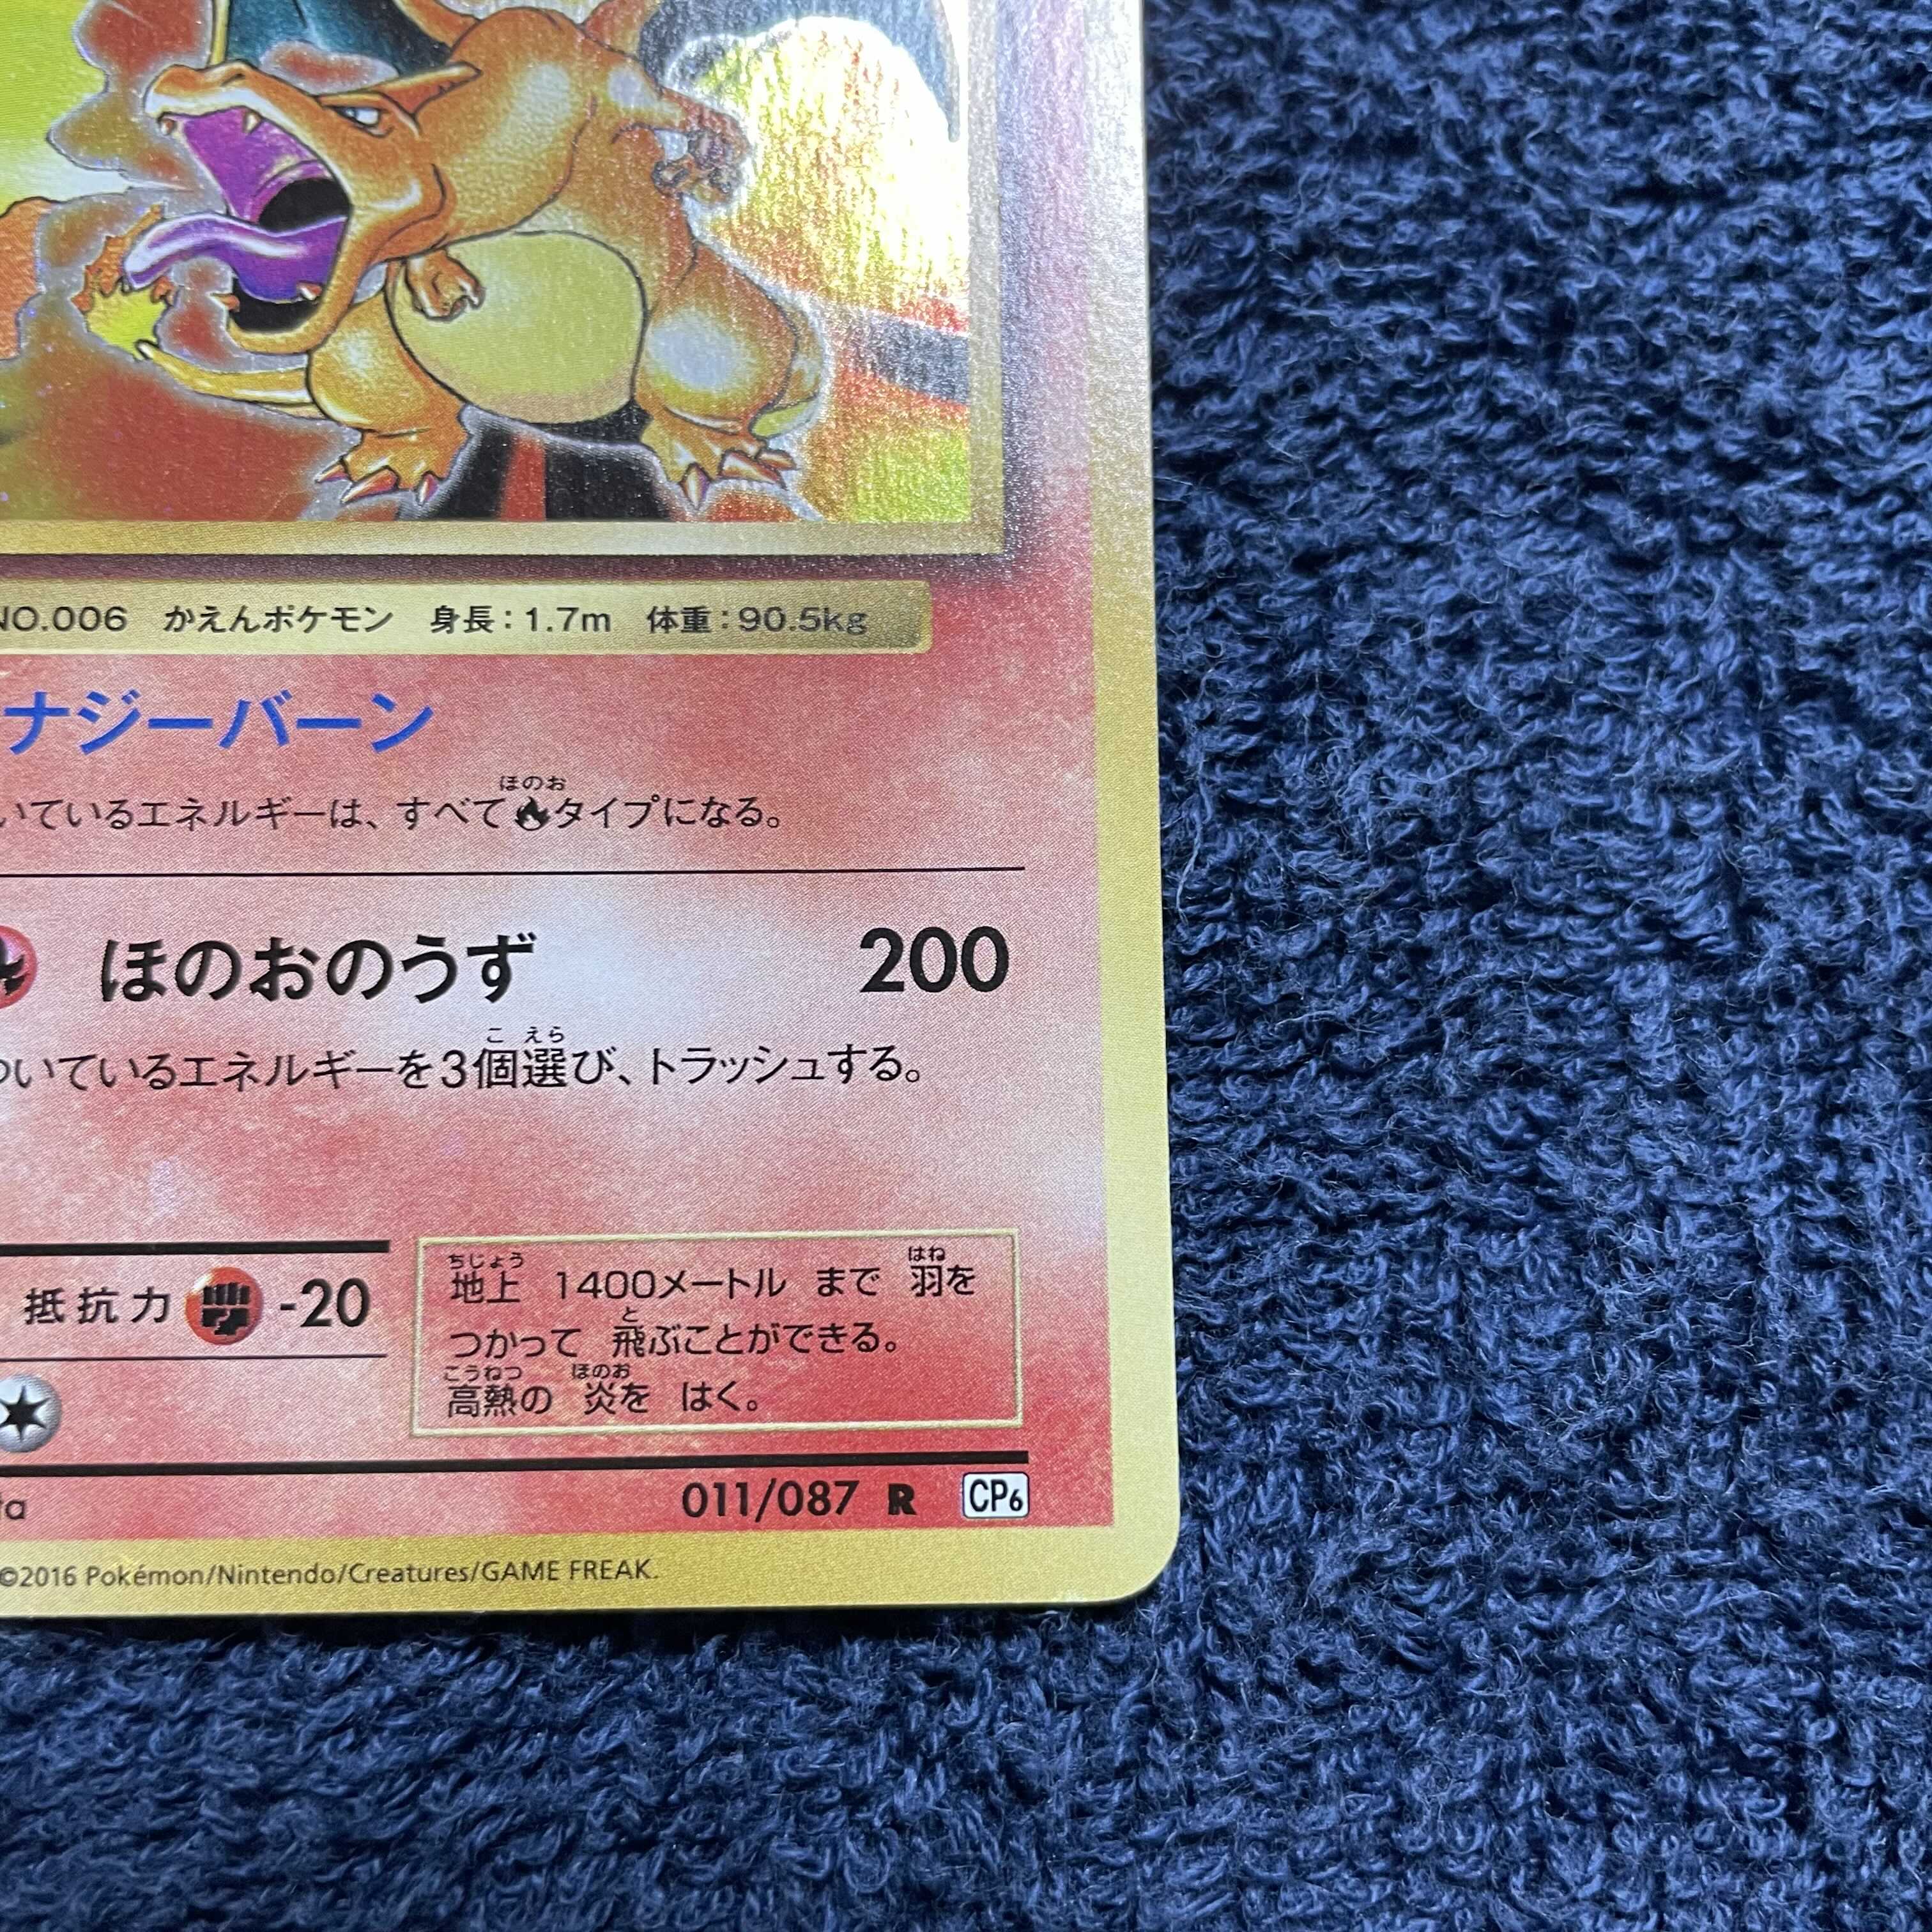 NO.006 かえんポケモン 身長：1.7m 体重：90.5kg
ナジーバーン
ほのお
いているエネルギーは、すべてタイプになる。
ほのおのうず 200
こ えら
ついているエネルギーを3個選び、トラッシュする。
抵抗力 -20
ちじょう はね
地上 1400メートル まで 羽を
と
つかって 飛ぶことができる。
こうねつ ほのお
高熱の 炎を はく。
ta 011/087 R CP6
©2016 Pokémon/Nintendo/Creatures/GAME FREAK.